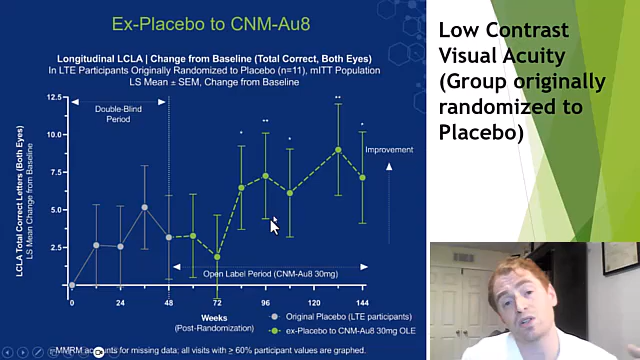 Ex-Placebo to CNM-Au8
Longitudinal LCLA | Change from Baseline (Total Correct, Both Eyes)
In LTE Participants Originally Randomized to Placebo (n=11), mITT Population
LS Mean ± SEM, Change from Baseline
12.5
10.0
7.5
5.0
2.5
0
LCLA Total Correct Letters (Both Eyes)
LS Mean Change from Baseline
Double-Blind
Period
*
**
*
**
*
Improvement
Open Label Period (CNM-Au8 30mg)
0 24 48 72 96 120 144
Weeks
(Post-Randomization)
Original Placebo (LTE participants)
ex-Placebo to CNM-Au8 30mg OLE
MMRM accounts for missing data; all visits with ≥ 60% participant values are graphed.
Low Contrast
Visual Acuity
(Group originally
randomized to
Placebo)